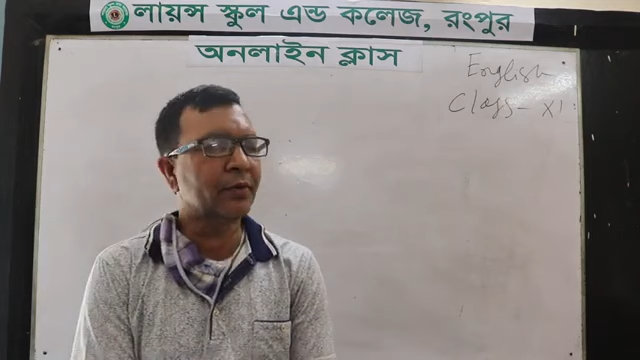 লায়ন্স স্কুল এন্ড কলেজ, রংপুর
অনলাইন ক্লাস
English
Class- XI